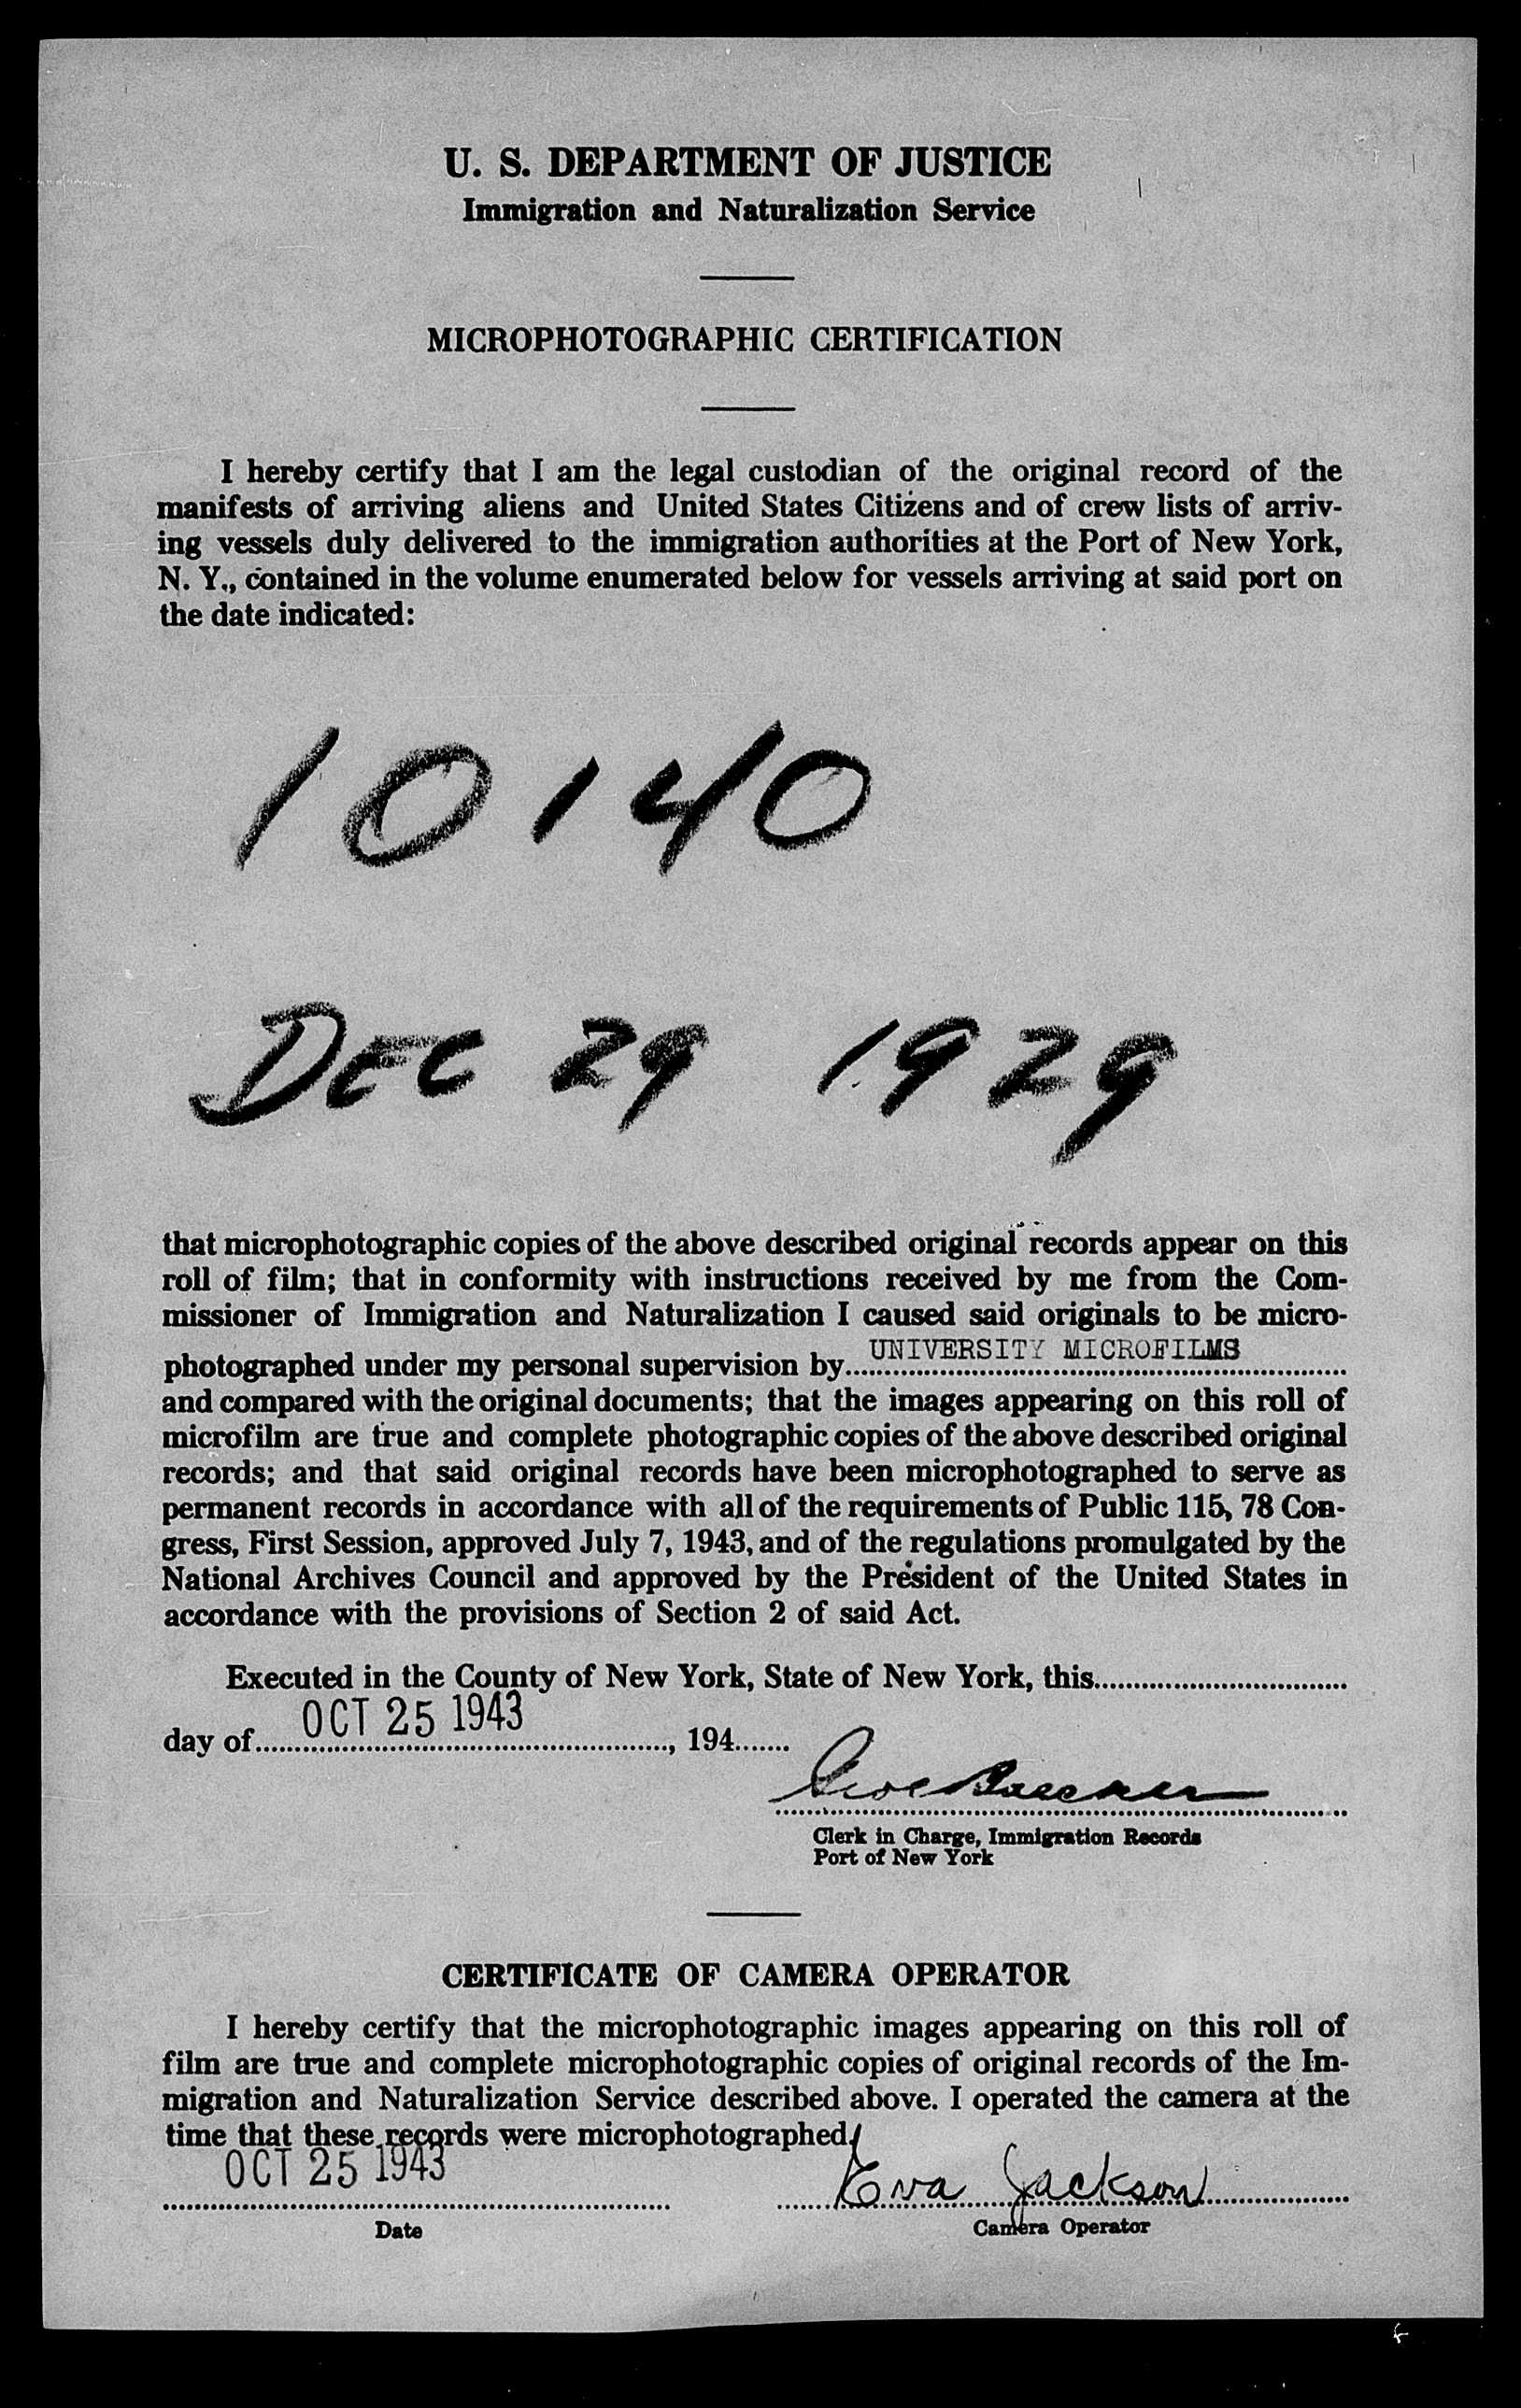 U. S. DEPARTMENT OF JUSTICE
Immigration and Naturalization Service
MICROPHOTOGRAPHIC CERTIFICATION
I hereby certify that I am the legal custodian of the original record of the
manifests of arriving aliens and United States Citizens and of crew lists of arriv-
ing vessels duly delivered to the immigration authorities at the Port of New York,
N. Y., contained in the volume enumerated below for vessels arriving at said port on
the date indicated:
10140
DEC 29 1929
that microphotographic copies of the above described original records appear on this
roll of film; that in conformity with instructions received by me from the Com-
missioner of Immigration and Naturalization I caused said originals to be micro-
photographed under my personal supervision by UNIVERSITY MICROFILMS
and compared with the original documents; that the images appearing on this roll of
microfilm are true and complete photographic copies of the above described original
records; and that said original records have been microphotographed to serve as
permanent records in accordance with all of the requirements of Public 115, 78 Con-
gress, First Session, approved July 7, 1943, and of the regulations promulgated by the
National Archives Council and approved by the President of the United States in
accordance with the provisions of Section 2 of said Act.
Executed in the County of New York, State of New York, this
day of OCT 25 1943, 194
Clerk in Charge, Immigration Records
Port of New York
CERTIFICATE OF CAMERA OPERATOR
I hereby certify that the microphotographic images appearing on this roll of
film are true and complete microphotographic copies of original records of the Im-
migration and Naturalization Service described above. I operated the camera at the
time that these records were microphotographed.
OCT 25 1943 Eva Jackson
Date Camera Operator